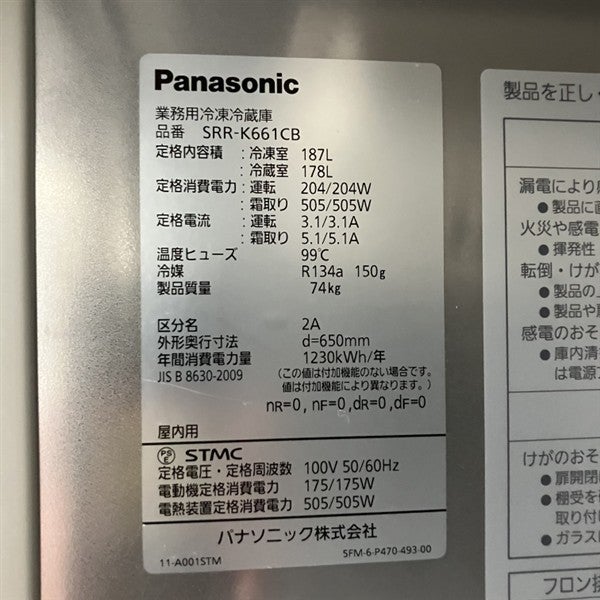 Panasonic
業務用冷凍冷蔵庫
品番 SRR-K661CB
定格内容積 : 冷凍室 187L
: 冷蔵室 178L
定格消費電力 : 運転 204/204W
: 霜取り 505/505W
定格電流 : 運転 3.1/3.1A
: 霜取り 5.1/5.1A
温度ヒューズ 99℃
冷媒 R134a 150g
製品質量 74kg
区分名 2A
外形奥行寸法 d=650mm
年間消費電力量 1230kWh/年
JIS B 8630-2009 (この値は付加機能のない場合です。
値は付加機能により異なります。)
nR=0, nF=0,dR=0,dF=0
屋内用
PSE STMC
定格電圧・定格周波数 100V 50/60Hz
電動機定格消費電力 175/175W
電熱装置定格消費電力 505/505W
パナソニック株式会社
11-A001STM
SFM-6-P470-493-00
製品を正し
漏電により
●製品に
火災や感電
●揮発性
転倒・けが
●製品の
●製品や
感電のおそ
●庫内清
は電源
けがのおそ
●扉開閉
●棚受を
取り付け
●ガラス
フロン